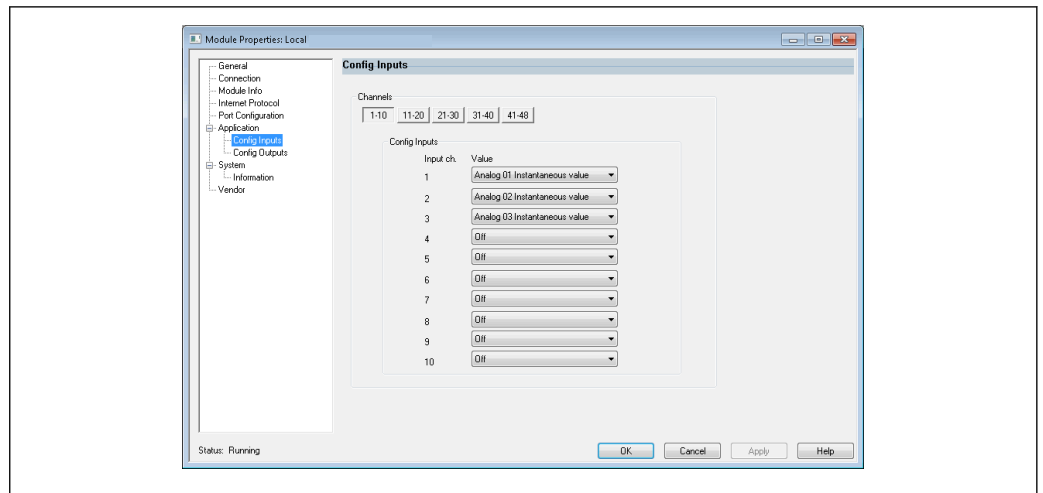 Module Properties: Local
General
Connection
Module Info
Internet Protocol
Port Configuration
Application
Config Inputs
Config Outputs
System
Information
Vendor
Config Inputs
Channels
1-10 11-20 21-30 31-40 41-48
Config Inputs
Input ch. Value
1 Analog 01 Instantaneous value
2 Analog 02 Instantaneous value
3 Analog 03 Instantaneous value
4 Off
5 Off
6 Off
7 Off
8 Off
9 Off
10 Off
Status: Running
OK Cancel Apply Help